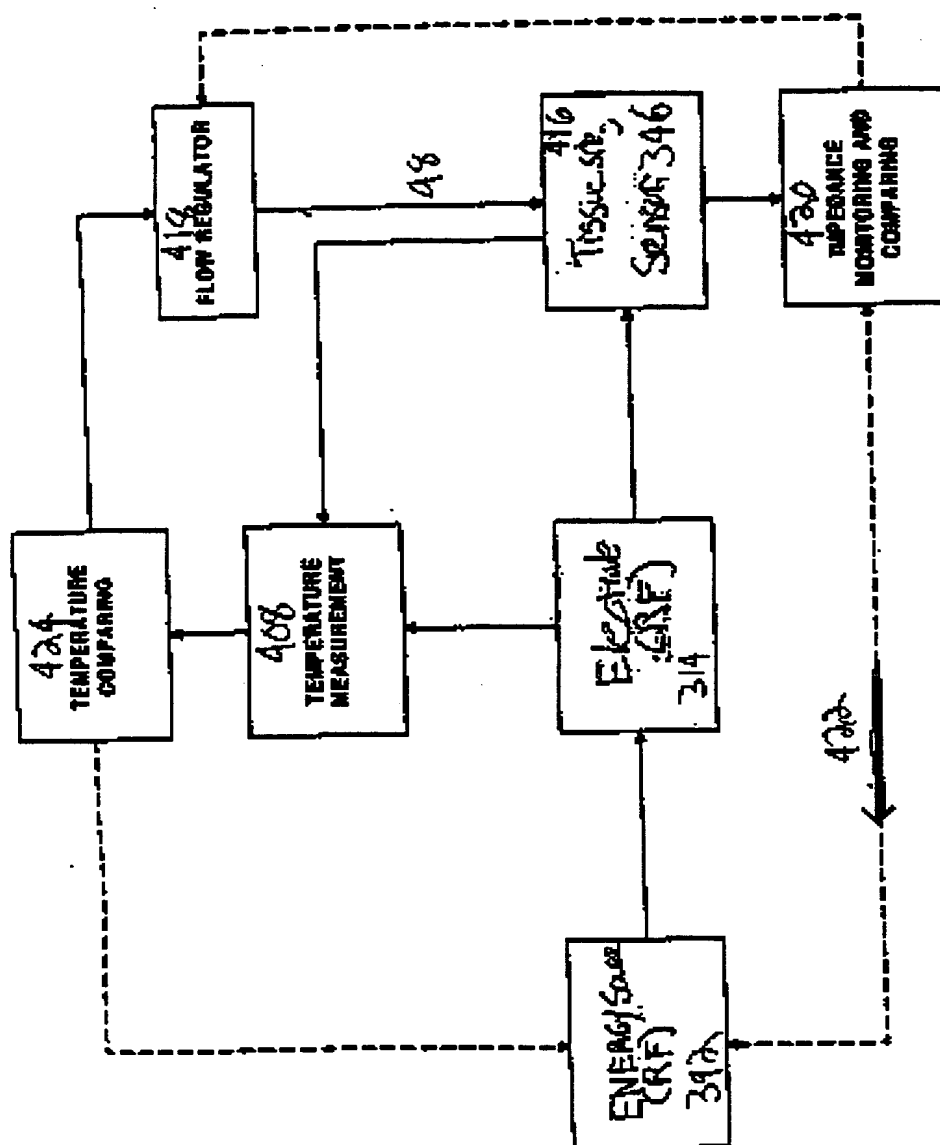 424
TEMPERATURE
COMPARING
418
FLOW REGULATOR
408
TEMPERATURE
MEASUREMENT
48
416
Tissue site,
Sensor 346
Electrode
(RF)
314
ENERGY Source
(RF)
392
420
IMPEDANCE
MONITORING AND
COMPARING
422